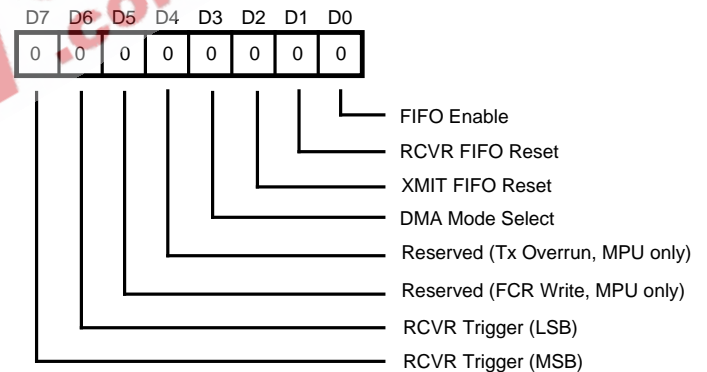 D7 D6 D5 D4 D3 D2 D1 D0
0 0 0 0 0 0 0 0
FIFO Enable
RCVR FIFO Reset
XMIT FIFO Reset
DMA Mode Select
Reserved (Tx Overrun, MPU only)
Reserved (FCR Write, MPU only)
RCVR Trigger (LSB)
RCVR Trigger (MSB)
.co